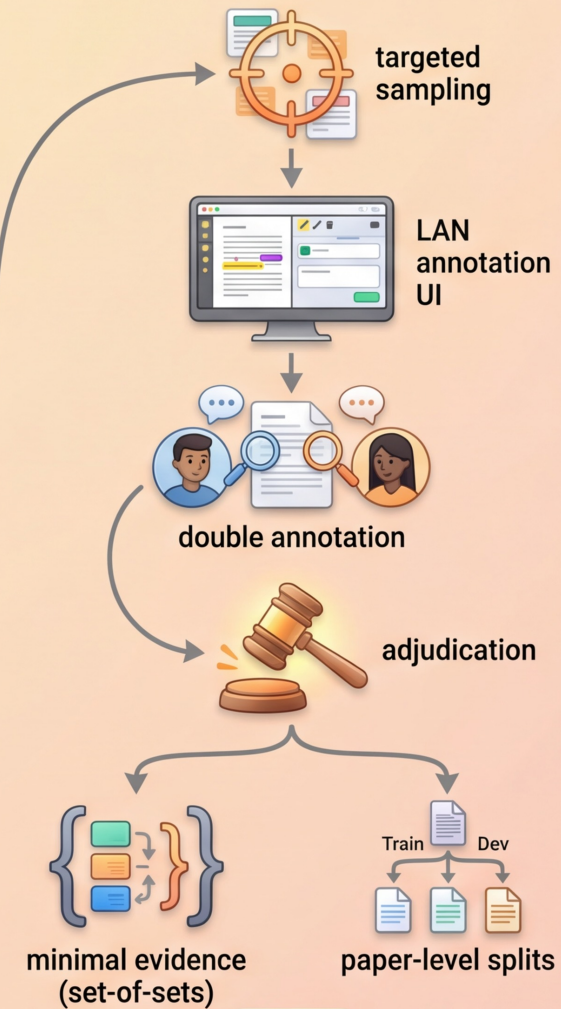 targeted
sampling
LAN
annotation
UI
double annotation
adjudication
Train
Dev
minimal evidence
(set-of-sets)
paper-level splits